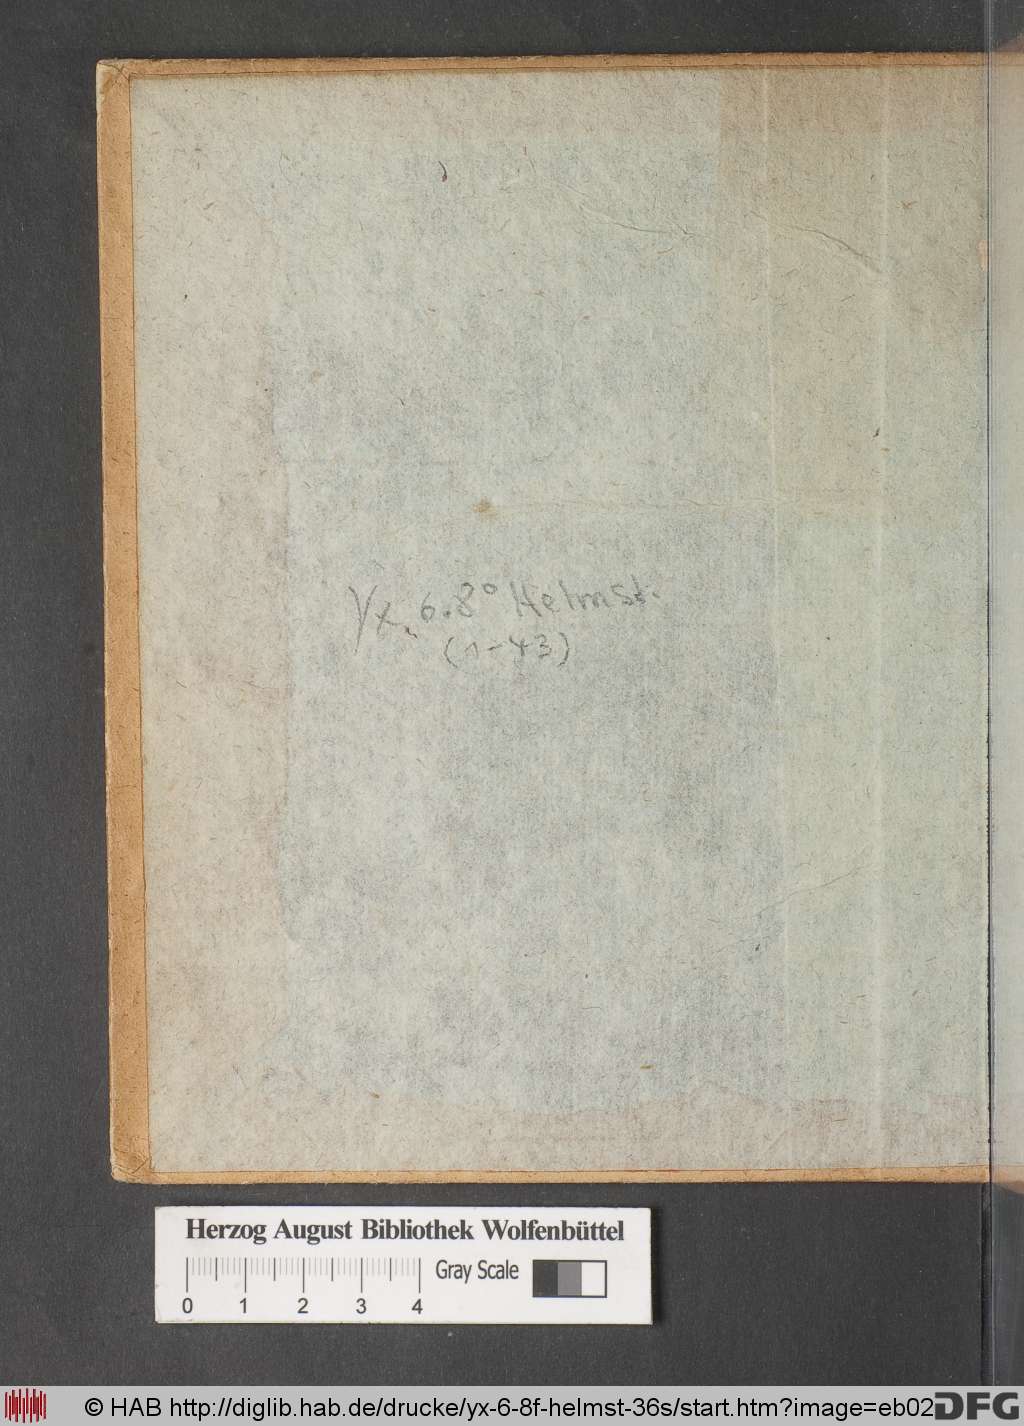 Yx. 6.8° Helmst.
(1-43)
Herzog August Bibliothek Wolfenbüttel
Gray Scale
0 1 2 3 4
© HAB http://diglib.hab.de/drucke/yx-6-8f-helmst-36s/start.htm?image=eb02
DFG